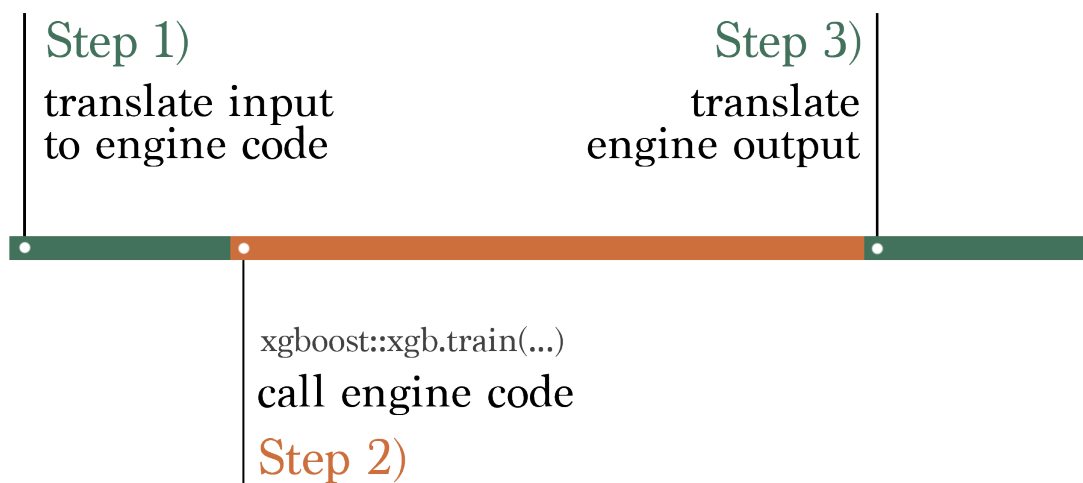 Step 1)
translate input
to engine code
Step 3)
translate
engine output
xgboost::xgb.train(...)
call engine code
Step 2)